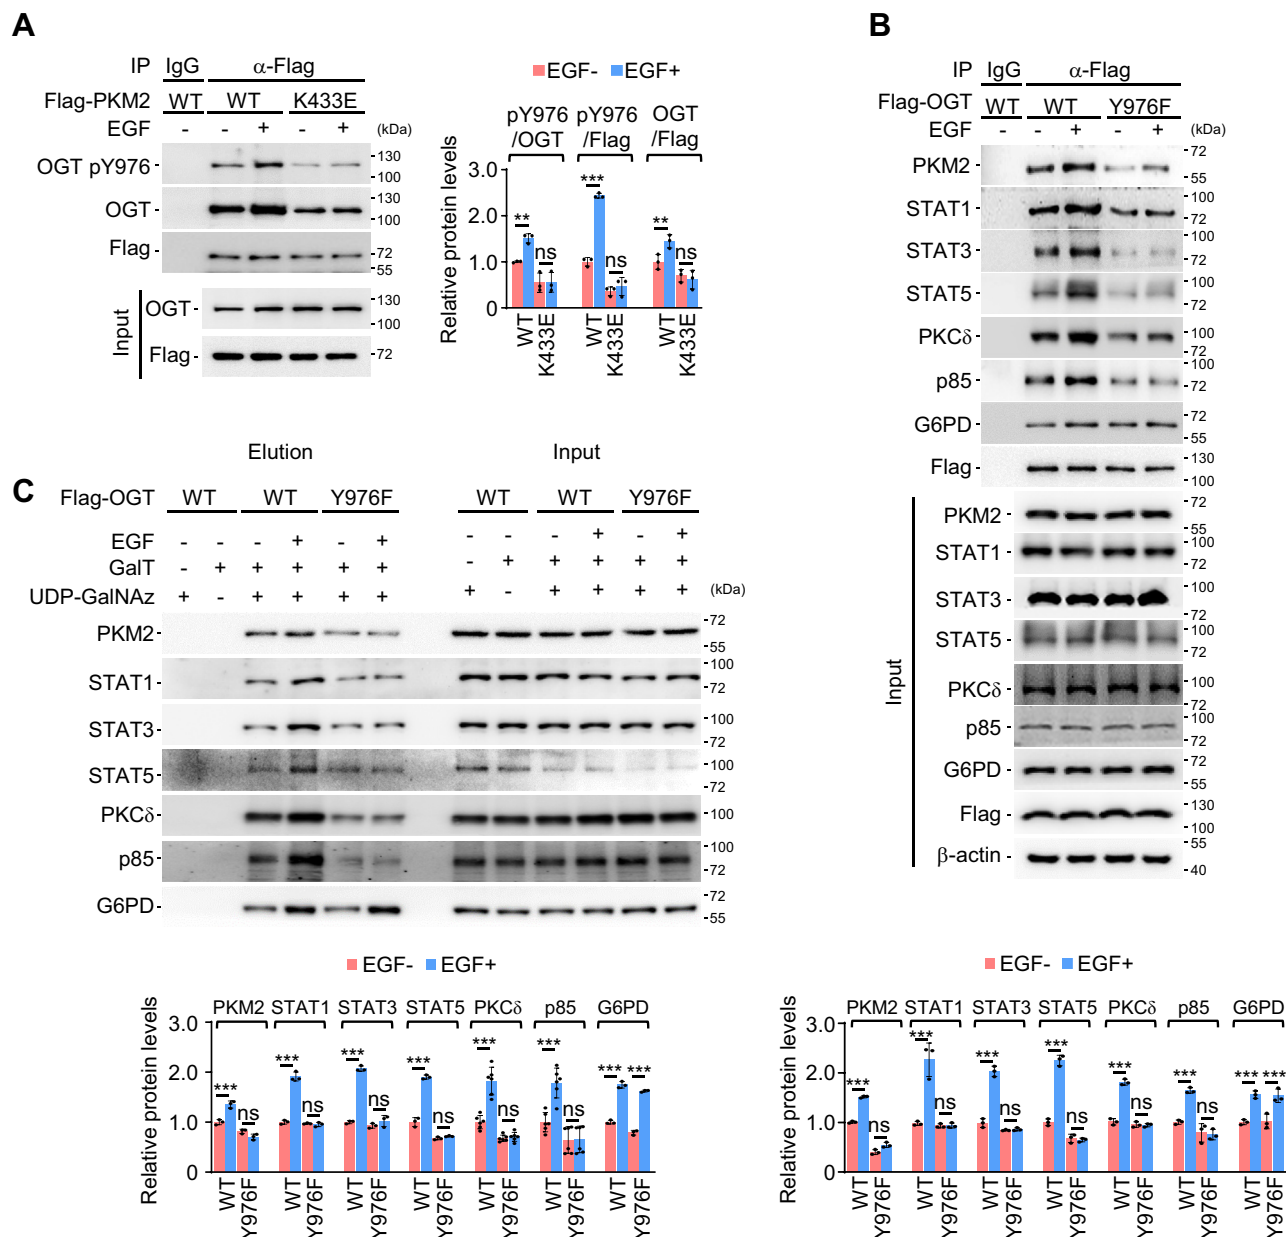 A
IP IgG α-Flag
Flag-PKM2 WT WT K433E
EGF - - + - + (kDa)
OGT pY976 -130 -100
OGT -130 -100
Flag- -72 -55
Input
OGT- -130 -100
Flag- -72
EGF- EGF+
pY976 pY976 OGT
/OGT /Flag /Flag
Relative protein levels
3.0
2.0
1.0
0
** ns *** ns ** ns
WT K433E WT K433E WT K433E
B
IP IgG α-Flag
Flag-OGT WT WT Y976F
EGF - - + - + (kDa)
PKM2- -72 -55
STAT1- -100 -72
STAT3- -100 -72
STAT5- -100 -72
PKCδ- -100 -72
p85- -100 -72
G6PD- -72 -55
Flag- -130 -100
Input
PKM2- -72 -55
STAT1- -100 -72
STAT3- -100 -72
STAT5- -100 -72
PKCδ- -100 -72
p85- -100 -72
G6PD- -72 -55
Flag- -130 -100
β-actin- -55 -40
EGF- EGF+
PKM2 STAT1 STAT3 STAT5 PKCδ p85 G6PD
Relative protein levels
3.0
2.0
1.0
0
*** ns *** ns *** ns *** ns *** ns *** ns *** ***
WT Y976F WT Y976F WT Y976F WT Y976F WT Y976F WT Y976F WT Y976F
C
Elution Input
Flag-OGT WT WT Y976F WT WT Y976F
EGF - - - + - + - - - + - +
GalT - + + + + + - + + + + +
UDP-GalNAz + - + + + + + - + + + + (kDa)
PKM2- -72 -55
STAT1- -100 -72
STAT3- -100 -72
STAT5- -100 -72
PKCδ- -100
p85- -100 -72
G6PD- -72 -55
EGF- EGF+
PKM2 STAT1 STAT3 STAT5 PKCδ p85 G6PD
Relative protein levels
3.0
2.0
1.0
0
*** ns *** ns *** ns *** ns *** ns *** ns *** ***
WT Y976F WT Y976F WT Y976F WT Y976F WT Y976F WT Y976F WT Y976F